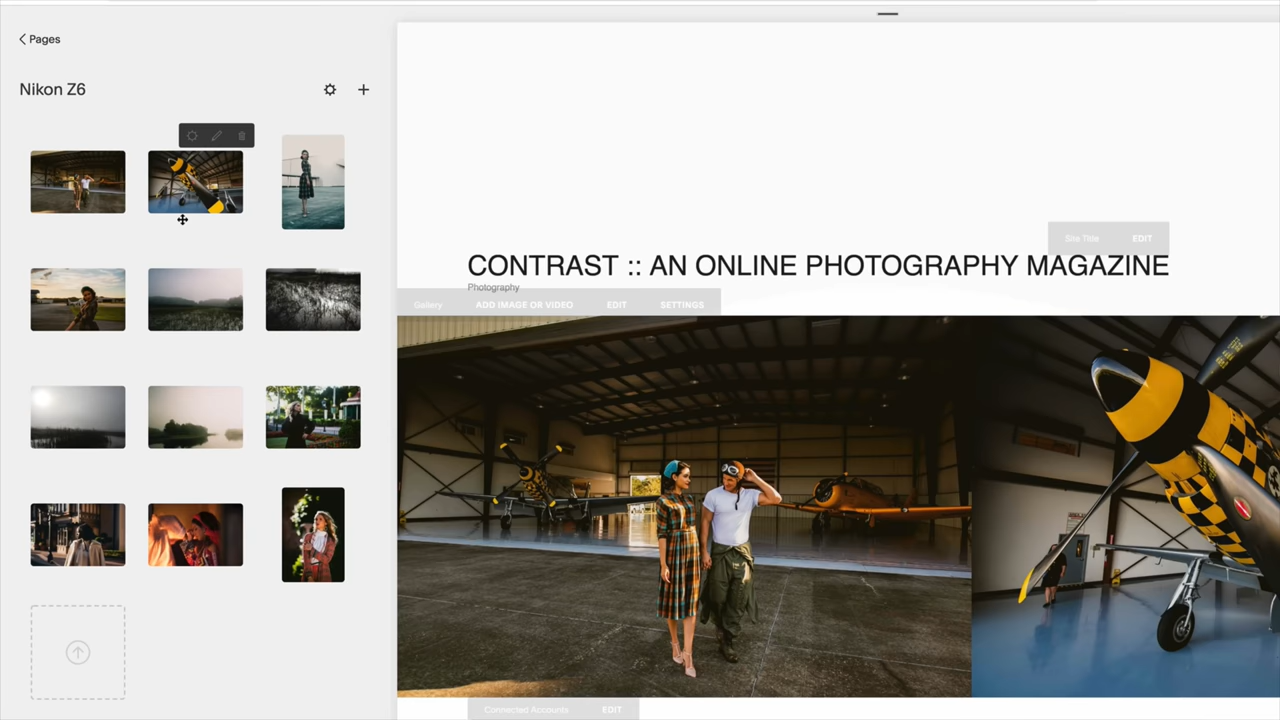 Pages
Nikon Z6
Site Title EDIT
CONTRAST :: AN ONLINE PHOTOGRAPHY MAGAZINE
Photography
Gallery ADD IMAGE OR VIDEO EDIT SETTINGS
Connected Accounts EDIT